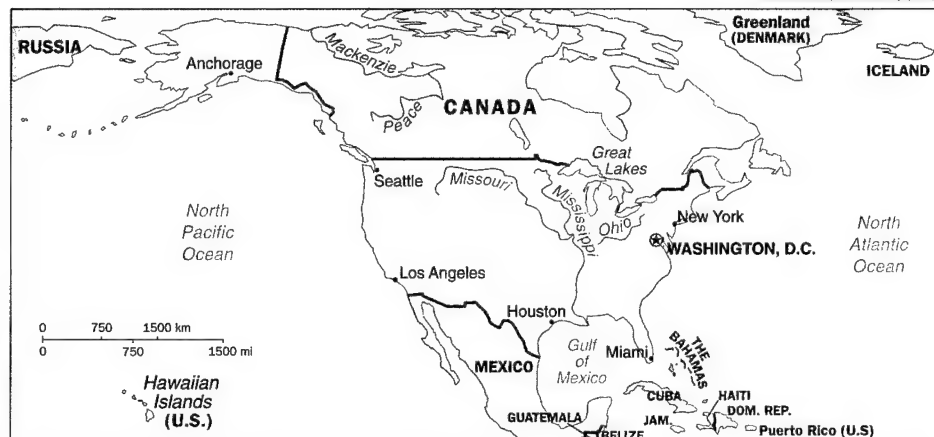 RUSSIA
Anchorage
Mackenzie
Peace
CANADA
Greenland
(DENMARK)
ICELAND
Great
Lakes
Seattle
Missouri
Mississippi
Ohio
New York
WASHINGTON, D.C.
North
Pacific
Ocean
North
Atlantic
Ocean
Los Angeles
Houston
0 750 1500 km
0 750 1500 mi
MEXICO
Gulf
of
Mexico
Miami
THE
BAHAMAS
Hawaiian
Islands
(U.S.)
CUBA
HAITI
DOM. REP.
GUATEMALA
JAM.
BELIZE
Puerto Rico (U.S)